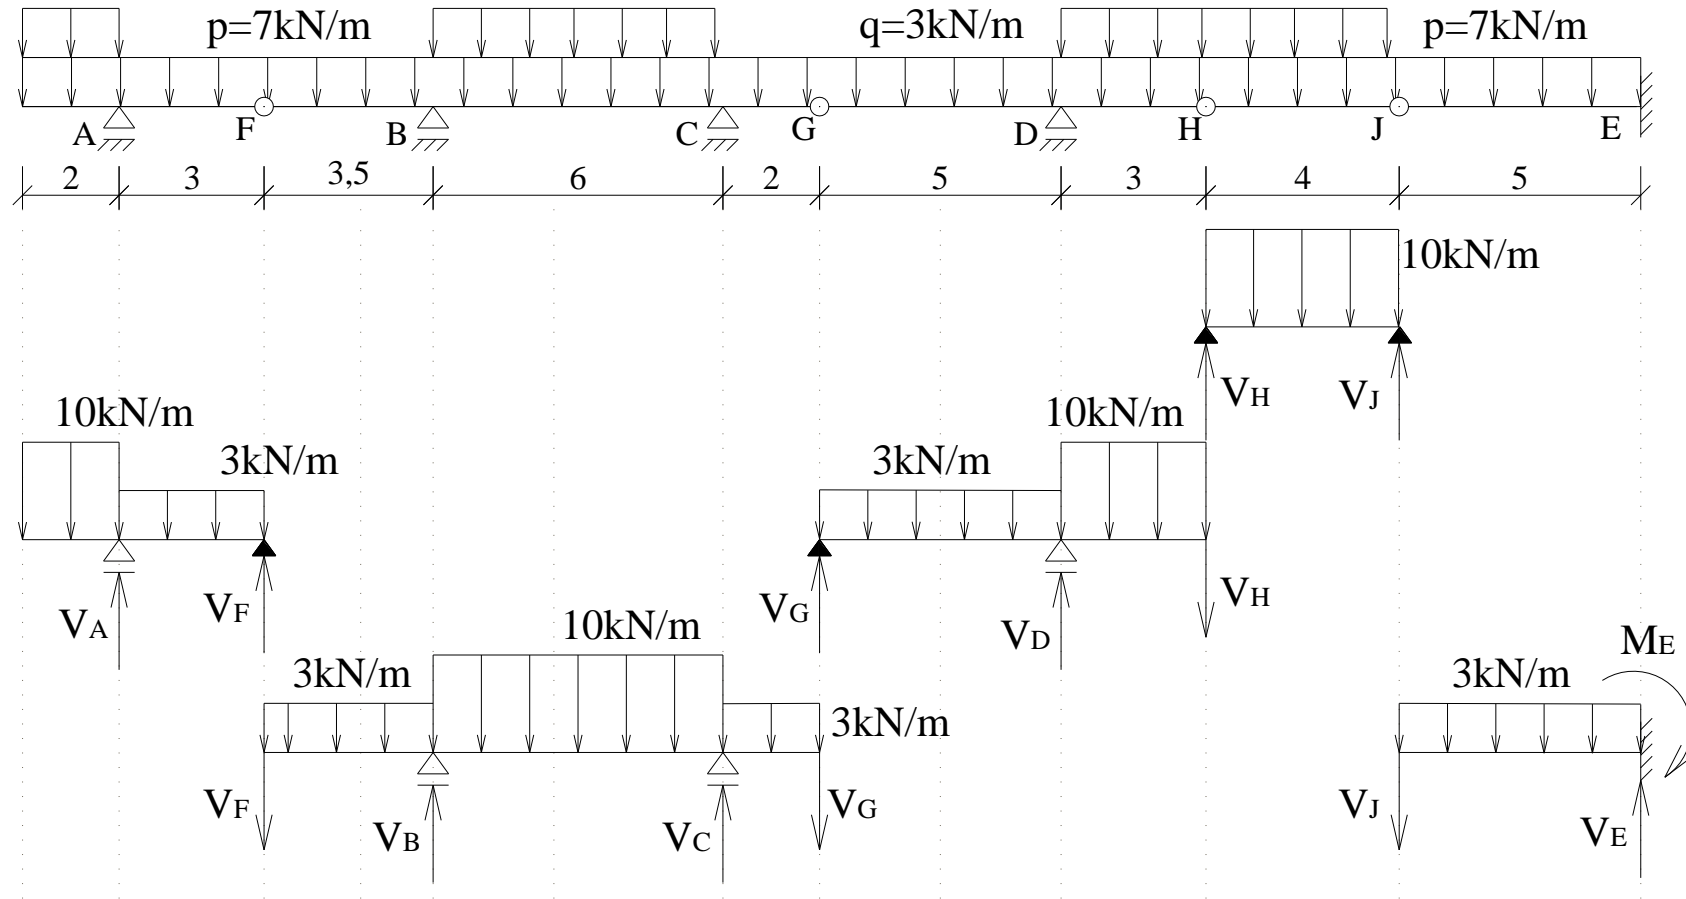 p=7kN/m q=3kN/m p=7kN/m
A F B C G D H J E
2 3 3,5 6 2 5 3 4 5
10kN/m
VH VJ
10kN/m 10kN/m
3kN/m 3kN/m
VA VF VG VD VH
10kN/m ME
3kN/m 3kN/m
3kN/m
VF VB VC VG VJ VE